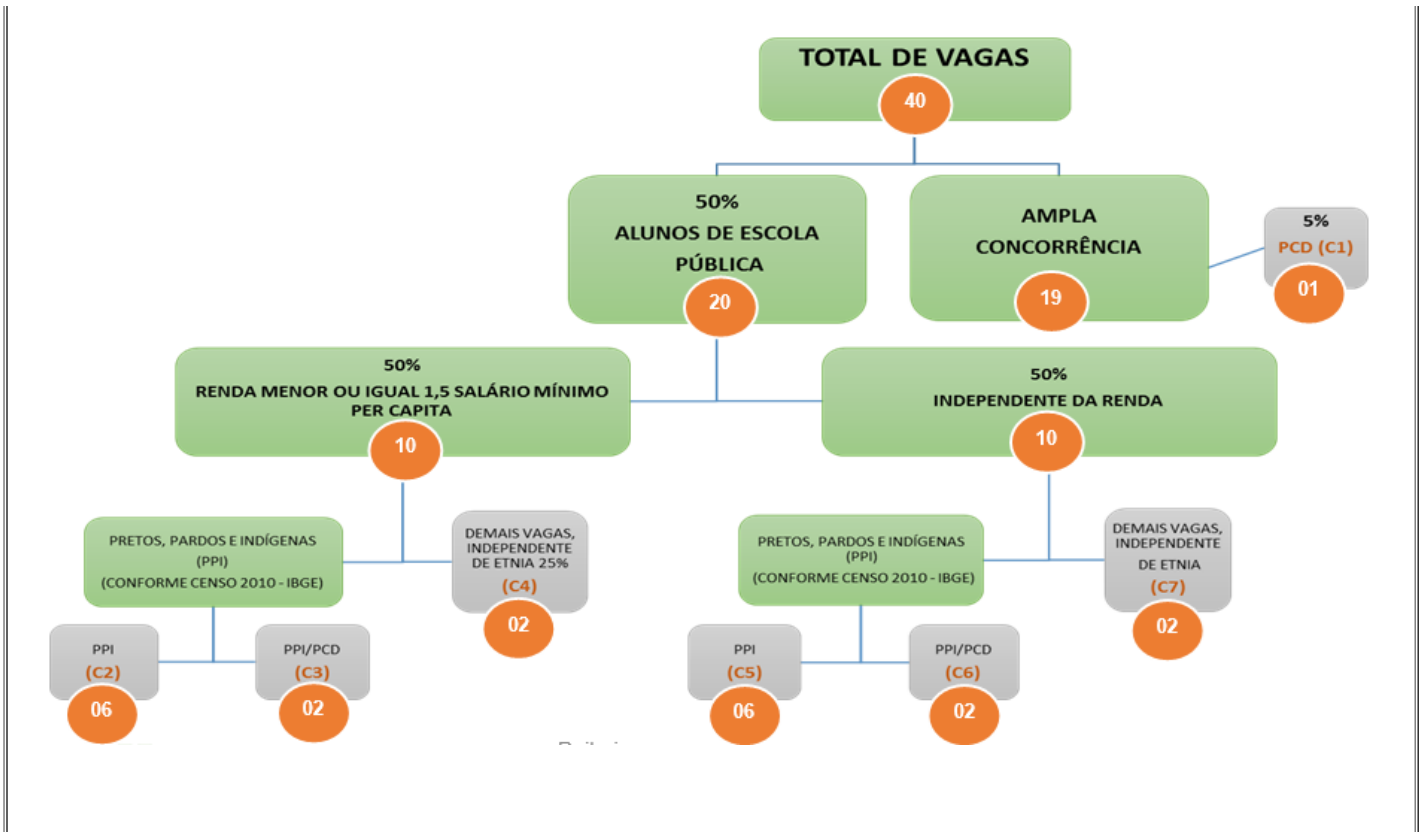 TOTAL DE VAGAS
40
50%
ALUNOS DE ESCOLA
PÚBLICA
20
AMPLA
CONCORRÊNCIA
19
5%
PCD (C1)
01
50%
RENDA MENOR OU IGUAL 1,5 SALÁRIO MÍNIMO
PER CAPITA
10
50%
INDEPENDENTE DA RENDA
10
PRETOS, PARDOS E INDÍGENAS
(PPI)
(CONFORME CENSO 2010 - IBGE)
DEMAIS VAGAS,
INDEPENDENTE
DE ETNIA 25%
(C4)
02
PRETOS, PARDOS E INDÍGENAS
(PPI)
(CONFORME CENSO 2010 - IBGE)
DEMAIS VAGAS,
INDEPENDENTE
DE ETNIA
(C7)
02
PPI
(C2)
06
PPI/PCD
(C3)
02
PPI
(C5)
06
PPI/PCD
(C6)
02